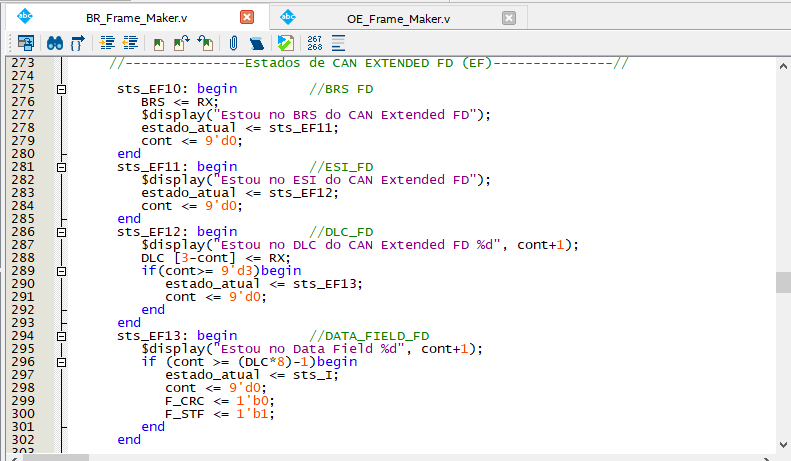 BR_Frame_Maker.v
OE_Frame_Maker.v
abc
abc
267
268
273 //---------------Estados de CAN EXTENDED FD (EF)---------------//
274
275 sts_EF10: begin //BRS FD
276 BRS <= RX;
277 $display("Estou no BRS do CAN Extended FD");
278 estado_atual <= sts_EF11;
279 cont <= 9'd0;
280 end
281 sts_EF11: begin //ESI_FD
282 $display("Estou no ESI do CAN Extended FD");
283 estado_atual <= sts_EF12;
284 cont <= 9'd0;
285 end
286 sts_EF12: begin //DLC_FD
287 $display("Estou no DLC do CAN Extended FD %d", cont+1);
288 DLC [3-cont] <= RX;
289 if(cont>= 9'd3)begin
290 estado_atual <= sts_EF13;
291 cont <= 9'd0;
292 end
293 end
294 sts_EF13: begin //DATA_FIELD_FD
295 $display("Estou no Data Field %d", cont+1);
296 if (cont >= (DLC*8)-1)begin
297 estado_atual <= sts_I;
298 cont <= 9'd0;
299 F_CRC <= 1'b0;
300 F_STF <= 1'b1;
301 end
302 end
303